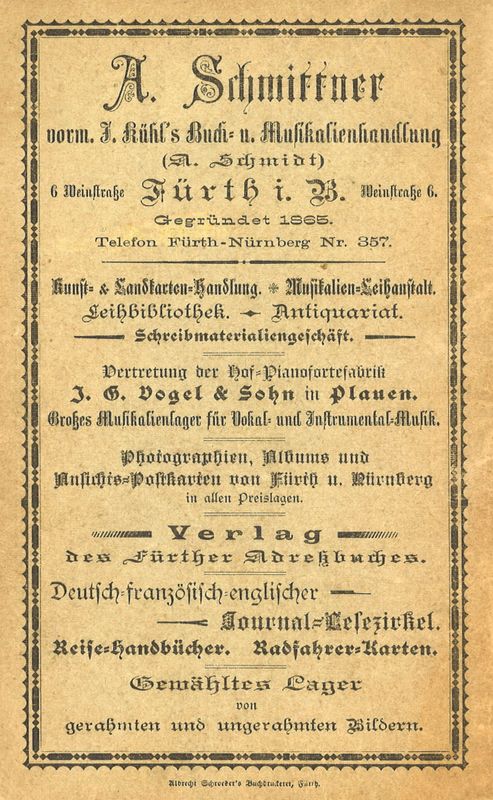 A. Schmittner
vorm. J. Kühl's Buch- u. Musikalienhandlung
(A. Schmidt)
6 Weinstraße Fürth i. B. Weinstraße 6.
Gegründet 1865.
Telefon Fürth-Nürnberg Nr. 357.
Kunst- & Landkarten-Handlung. * Musikalien-Leihanstalt.
Leihbibliothek. Antiquariat.
Schreibmaterialiengeschäft.
Vertretung der Hof-Pianofortefabrik
J. G. Vogel & Sohn in Plauen.
Großes Musikalienlager für Vokal- und Instrumental-Musik.
Photographien, Albums und
Ansichts-Postkarten von Fürth u. Nürnberg
in allen Preislagen.
Verlag
des Fürther Adreßbuches.
Deutsch-französisch-englischer
Journal-Lesezirkel.
Reise-Handbücher. Radfahrer-Karten.
Gewähltes Lager
von
gerahmten und ungerahmten Bildern.
Albrecht Schroeder's Buchdruckerei, Fürth.